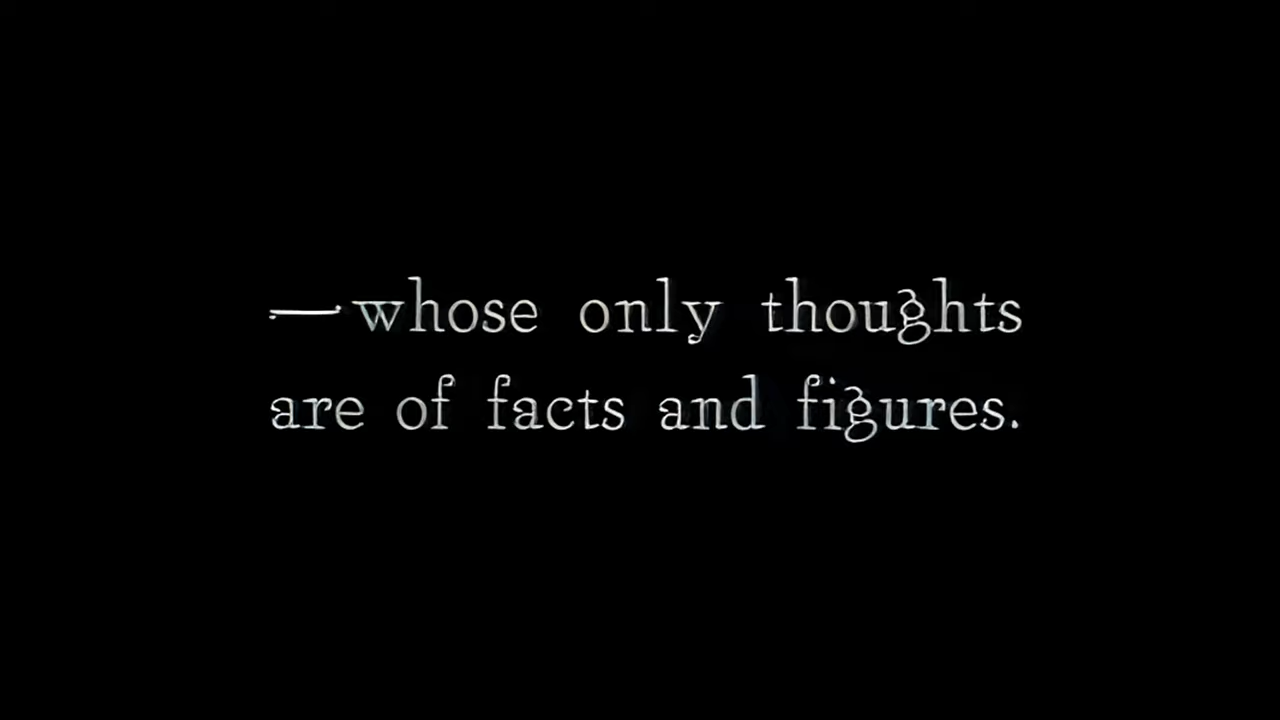 —whose only thoughts
are of facts and figures.